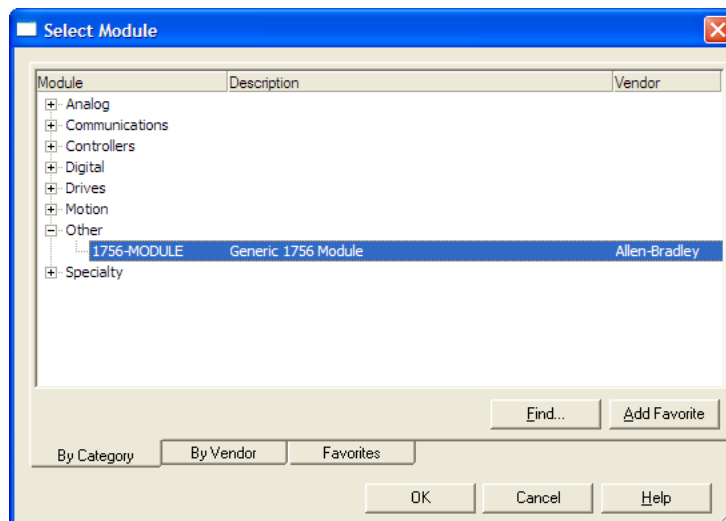 Select Module
Module Description Vendor
Analog
Communications
Controllers
Digital
Drives
Motion
Other
1756-MODULE Generic 1756 Module Allen-Bradley
Specialty
Find... Add Favorite
By Category By Vendor Favorites
OK Cancel Help